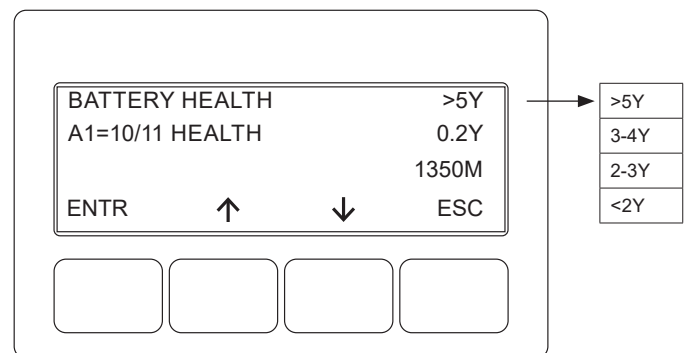 BATTERY HEALTH >5Y
A1=10/11 HEALTH 0.2Y
1350M
ENTR ↑ ↓ ESC
>5Y
3-4Y
2-3Y
<2Y